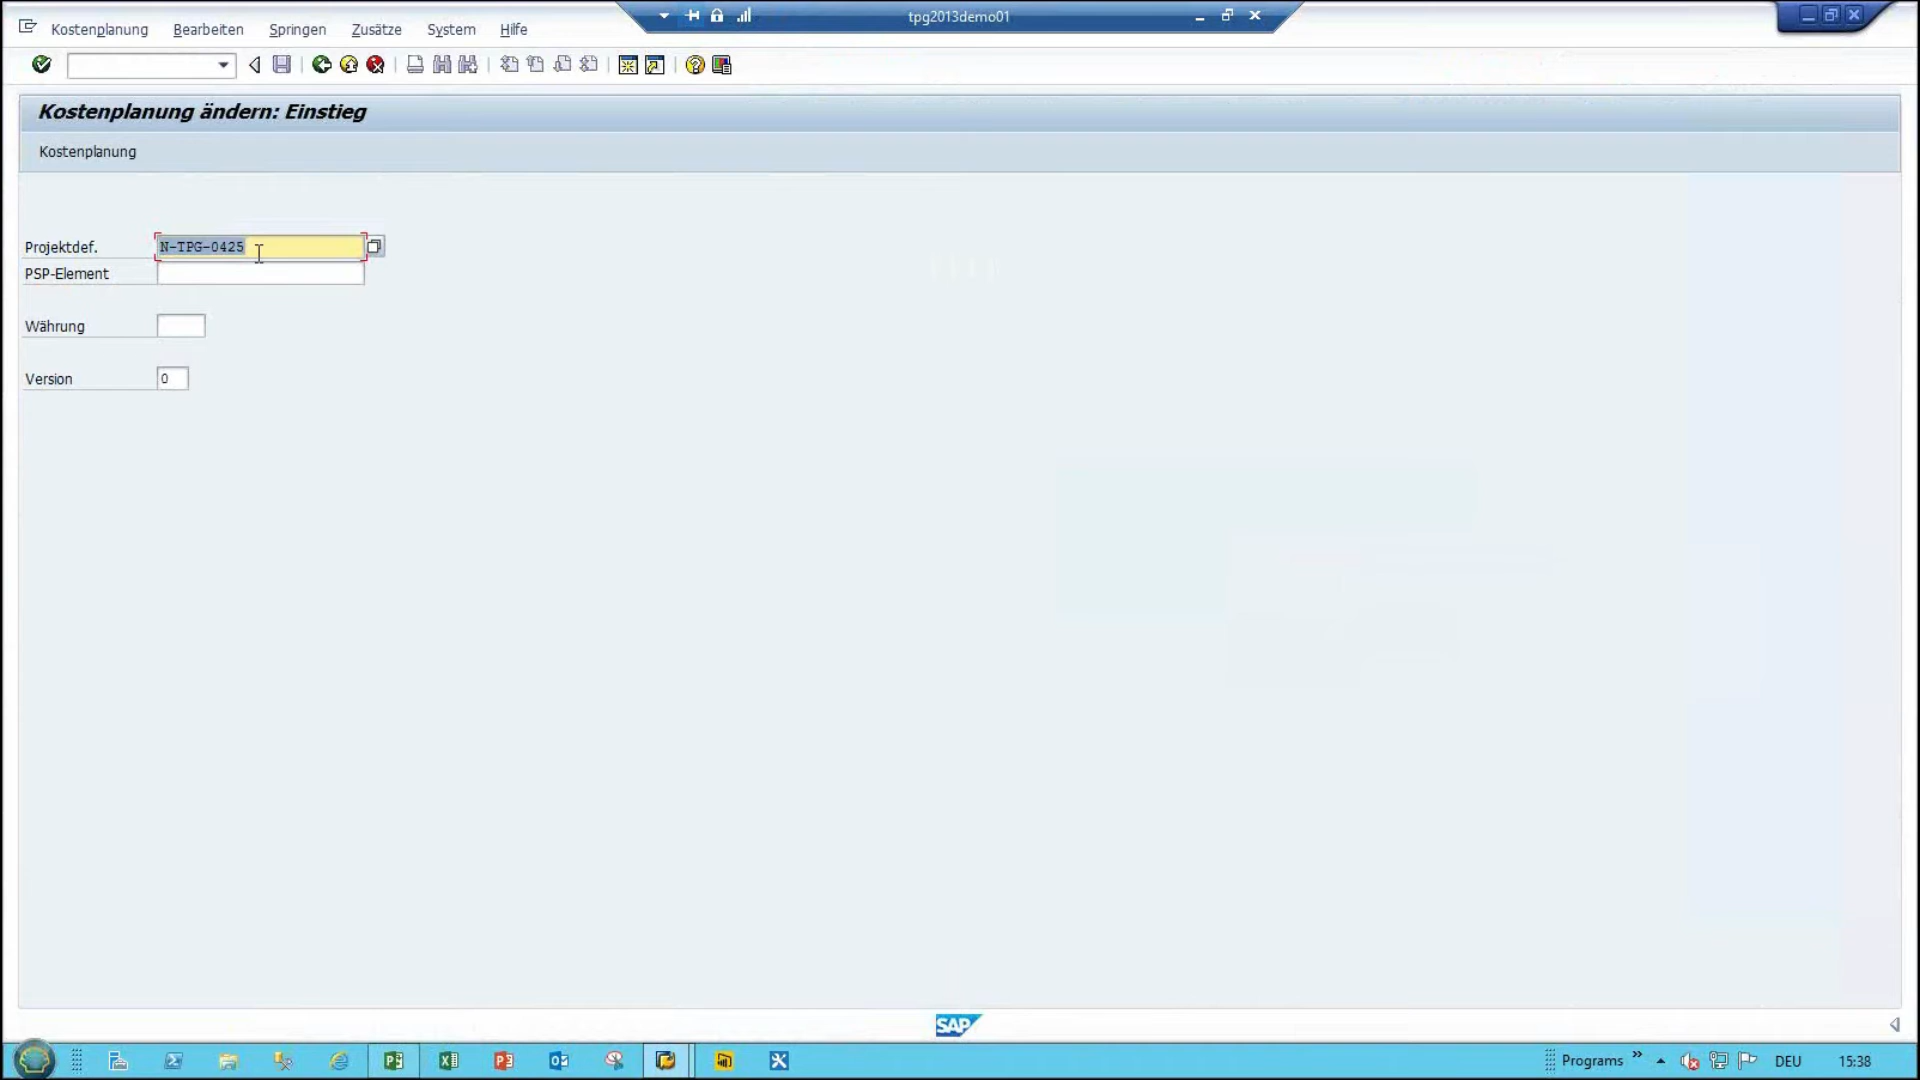 tpg2013demo01
Kostenplanung Bearbeiten Springen Zusätze System Hilfe
Kostenplanung ändern: Einstieg
Kostenplanung
Projektdef. N-TPG-0425
PSP-Element
Währung
Version 0
SAP
Programs » DEU 15:38